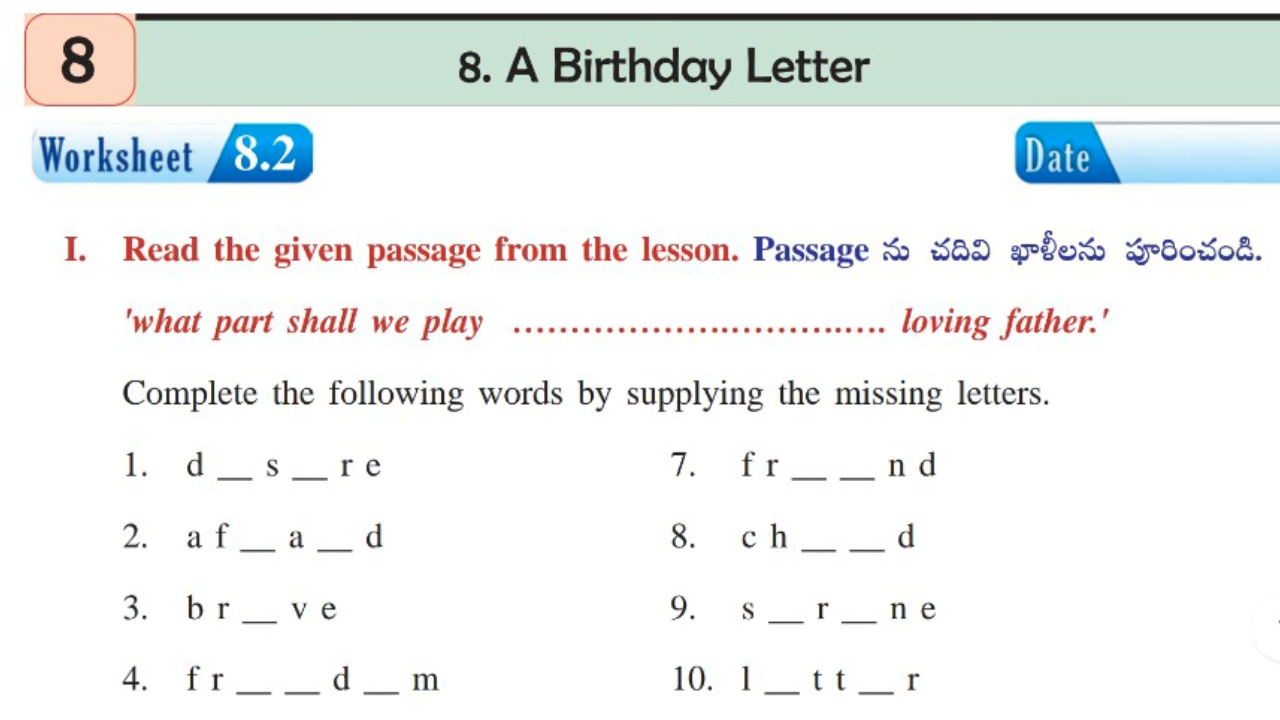 8
8. A Birthday Letter
Worksheet 8.2
Date
I. Read the given passage from the lesson. Passage ను చదివి ఖాళీలను పూరించండి.
'what part shall we play ………………………………. loving father.'
Complete the following words by supplying the missing letters.
1. d __ s __ r e
7. f r __ __ n d
2. a f __ a __ d
8. c h __ __ d
3. b r __ v e
9. s __ r __ n e
4. f r __ __ d __ m
10. l __ t t __ r